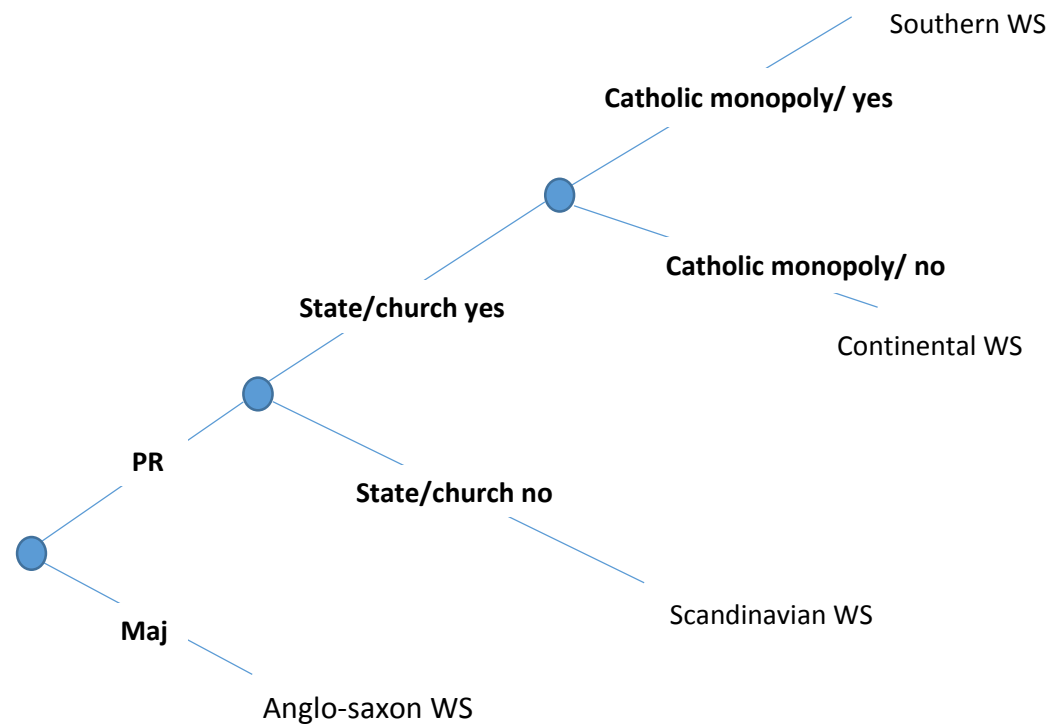 Southern WS
Catholic monopoly/ yes
Catholic monopoly/ no
State/church yes
Continental WS
PR
State/church no
Scandinavian WS
Maj
Anglo-saxon WS